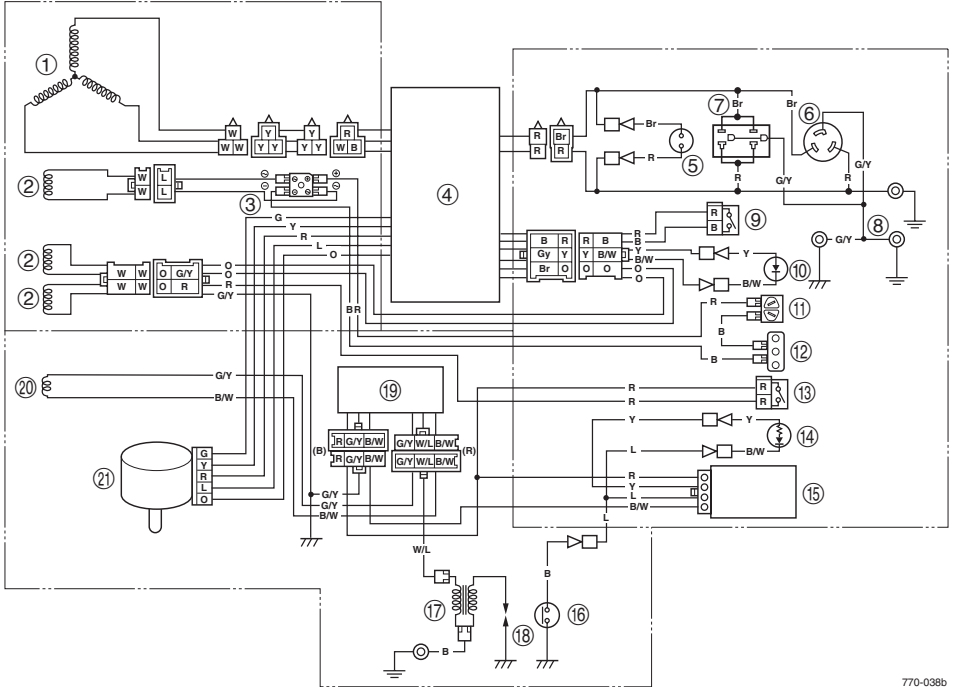 ①
W
W W
Y
Y Y
Y
Y Y
R
W B
R
R
Br
R
Br
R
⑤
⑦
Br
R
Br
⑥
G/Y
R
G/Y
②
W
W
L
L
⊖
⊖
⊕
⊕
③
④
G
Y
R
L
O
B R
Gy Y
Br O
R B
Y B/W
O O
R
B
Y
B/W
O
O
R
B
⑨
⑧
G/Y
Y
B/W
⑩
②
②
W W
W W
O G/Y
O R
O
O
R
G/Y
B R
R
B
⑪
B
⑫
⑳
G/Y
B/W
⑲
R
R
R
R
⑬
Y
Y
L
B/W
⑭
(B)
R G/Y B/W
R G/Y B/W
G/Y W/L B/W
G/Y W/L B/W
(R)
㉑
G
Y
R
L
O
G/Y
G/Y
B/W
R
Y
L
B/W
⑮
L
W/L
B
⑰
⑱
⑯
B
770-038b